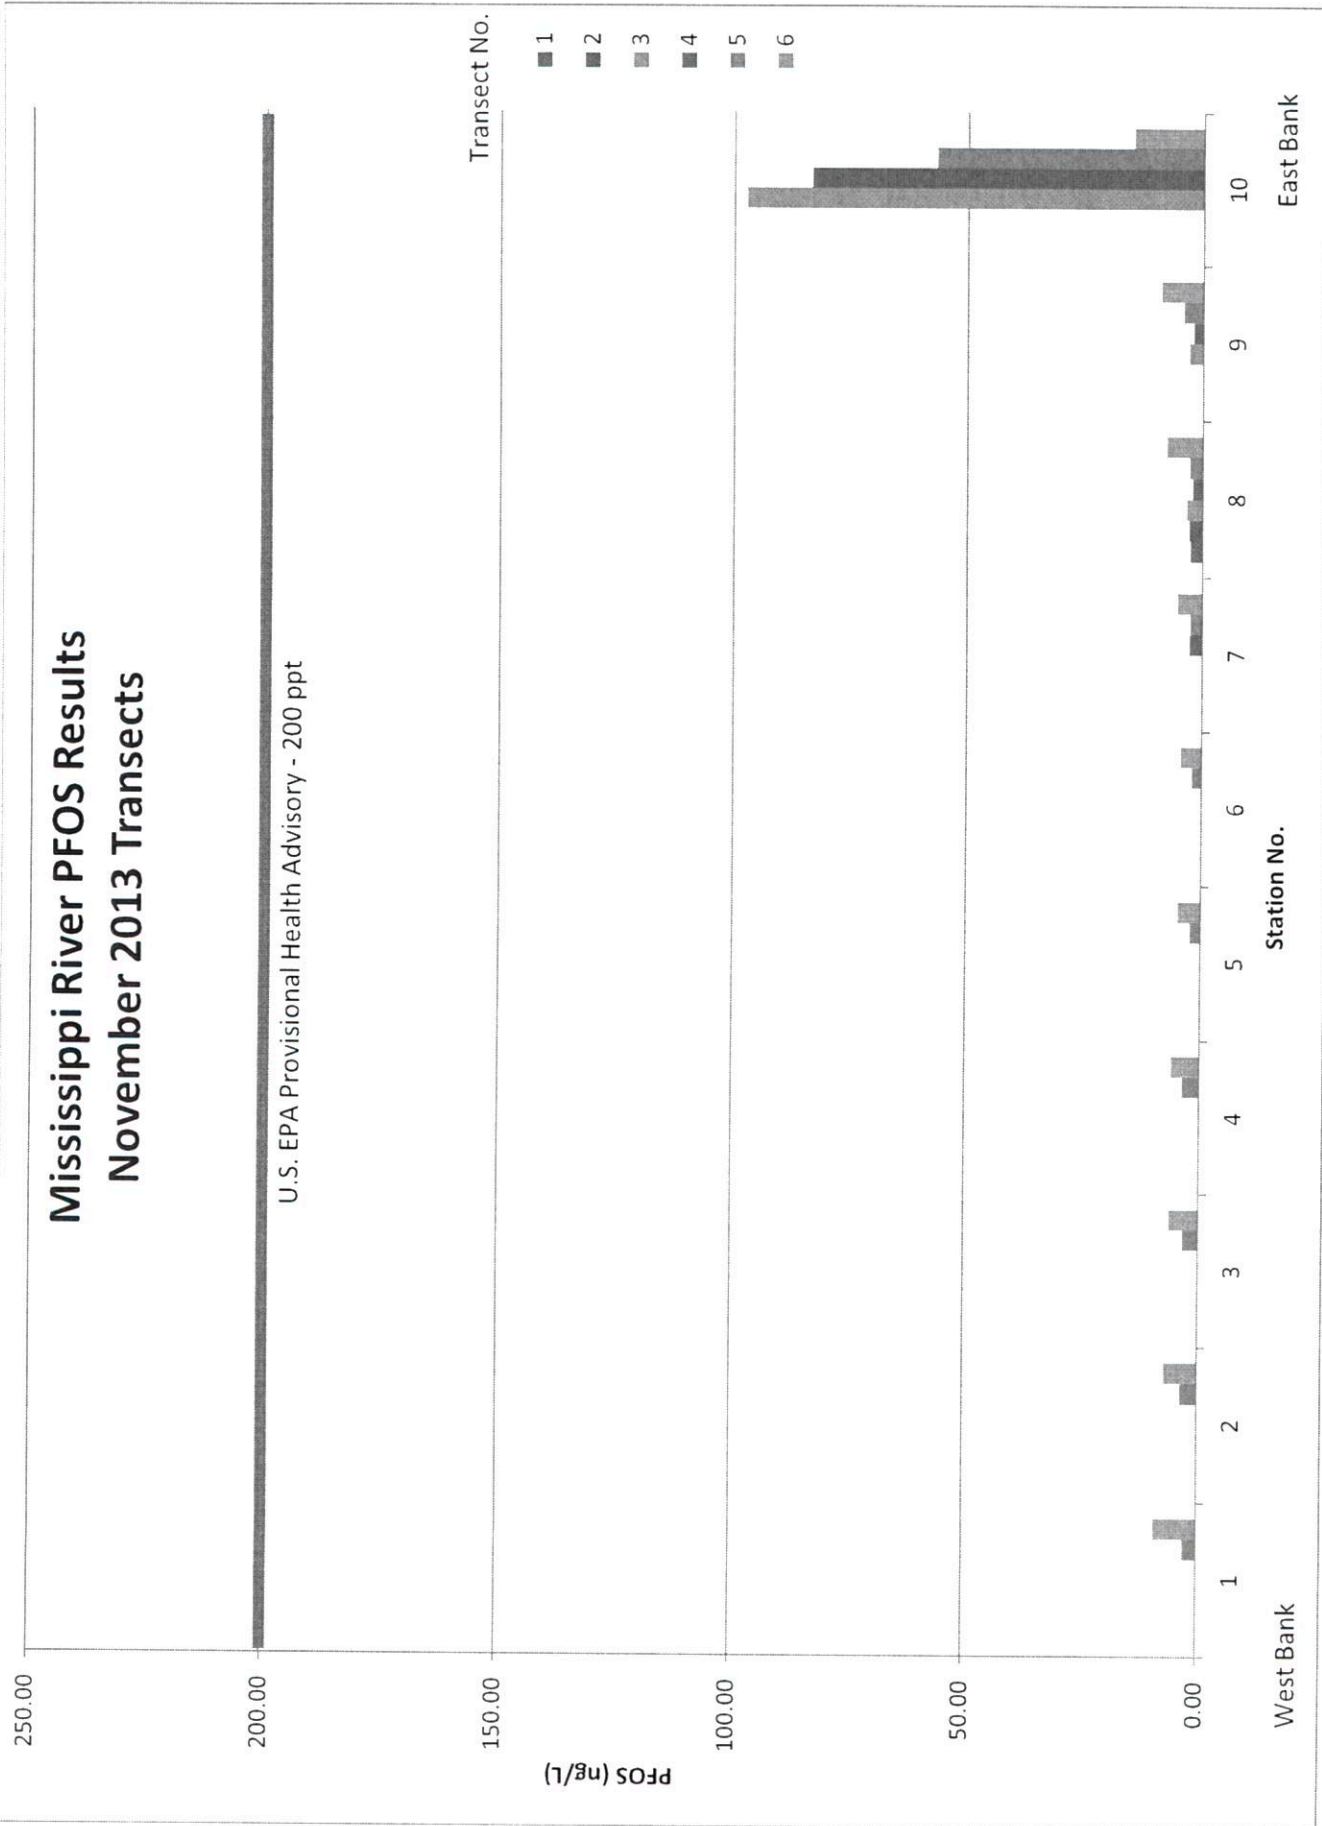 Mississippi River PFOS Results
November 2013 Transects
250.00
200.00
150.00
100.00
50.00
0.00
PFOS (ng/L)
U.S. EPA Provisional Health Advisory - 200 ppt
Transect No.
1
2
3
4
5
6
1 2 3 4 5 6 7 8 9 10
West Bank
Station No.
East Bank